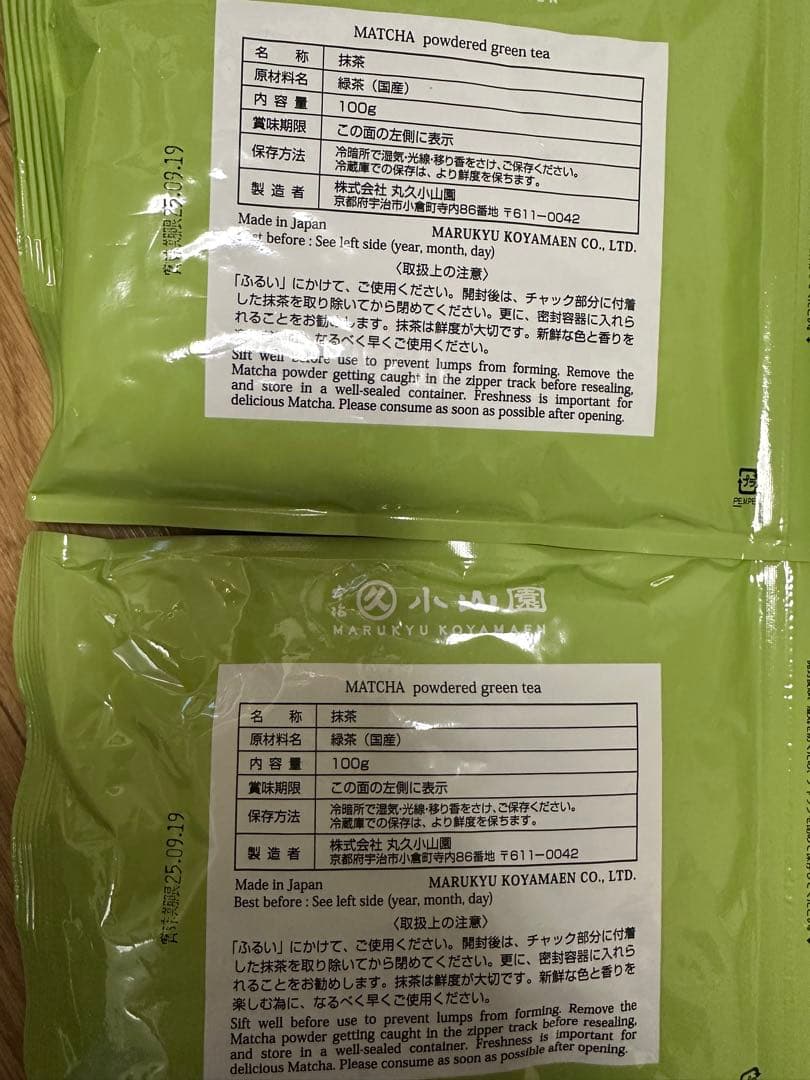 MATCHA powdered green tea
名 称 抹茶
原材料名 緑茶（国産）
内容量 100g
賞味期限 この面の左側に表示
保存方法 冷暗所で湿気・光線・移り香をさけ、ご保存ください。
冷蔵庫での保存は、より鮮度を保ちます。
製造者 株式会社 丸久小山園
京都府宇治市小倉町寺内86番地 〒611-0042
Made in Japan MARUKYU KOYAMAEN CO., LTD.
before : See left side (year, month, day)
〈取扱上の注意〉
「ふるい」にかけて、ご使用ください。開封後は、チャック部分に付着
した抹茶を取り除いてから閉めてください。更に、密封容器に入れら
れることをお勧めします。抹茶は鮮度が大切です。新鮮な色と香りを
なるべく早くご使用ください。
Sift well before use to prevent lumps from forming. Remove the
Matcha powder getting caught in the zipper track before resealing,
and store in a well-sealed container. Freshness is important for
delicious Matcha. Please consume as soon as possible after opening.
賞味期限25.09.19
プラ
宇治 久 小山園
MARUKYU KOYAMAEN
MATCHA powdered green tea
名 称 抹茶
原材料名 緑茶（国産）
内容量 100g
賞味期限 この面の左側に表示
保存方法 冷暗所で湿気・光線・移り香をさけ、ご保存ください。
冷蔵庫での保存は、より鮮度を保ちます。
製造者 株式会社 丸久小山園
京都府宇治市小倉町寺内86番地 〒611-0042
Made in Japan MARUKYU KOYAMAEN CO., LTD.
Best before : See left side (year, month, day)
〈取扱上の注意〉
「ふるい」にかけて、ご使用ください。開封後は、チャック部分に付着
した抹茶を取り除いてから閉めてください。更に、密封容器に入れら
れることをお勧めします。抹茶は鮮度が大切です。新鮮な色と香りを
楽しむ為に、なるべく早くご使用ください。
Sift well before use to prevent lumps from forming. Remove the
Matcha powder getting caught in the zipper track before resealing,
and store in a well-sealed container. Freshness is important for
delicious Matcha. Please consume as soon as possible after opening.
賞味期限25.09.19